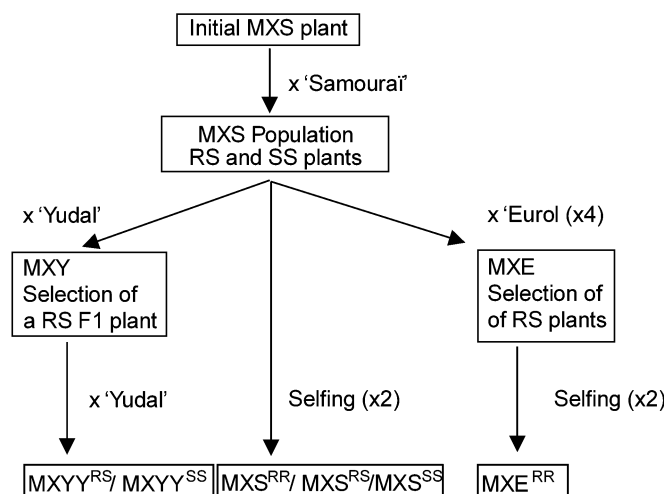 Initial MXS plant
x ‘Samouraï’
MXS Population
RS and SS plants
x ‘Yudal’
x ‘Eurol (x4)
MXY
Selection of
a RS F1 plant
MXE
Selection of
of RS plants
x ‘Yudal’
Selfing (x2)
Selfing (x2)
MXYY^RS/ MXYY^SS
MXS^RR/ MXS^RS/MXS^SS
MXE^RR